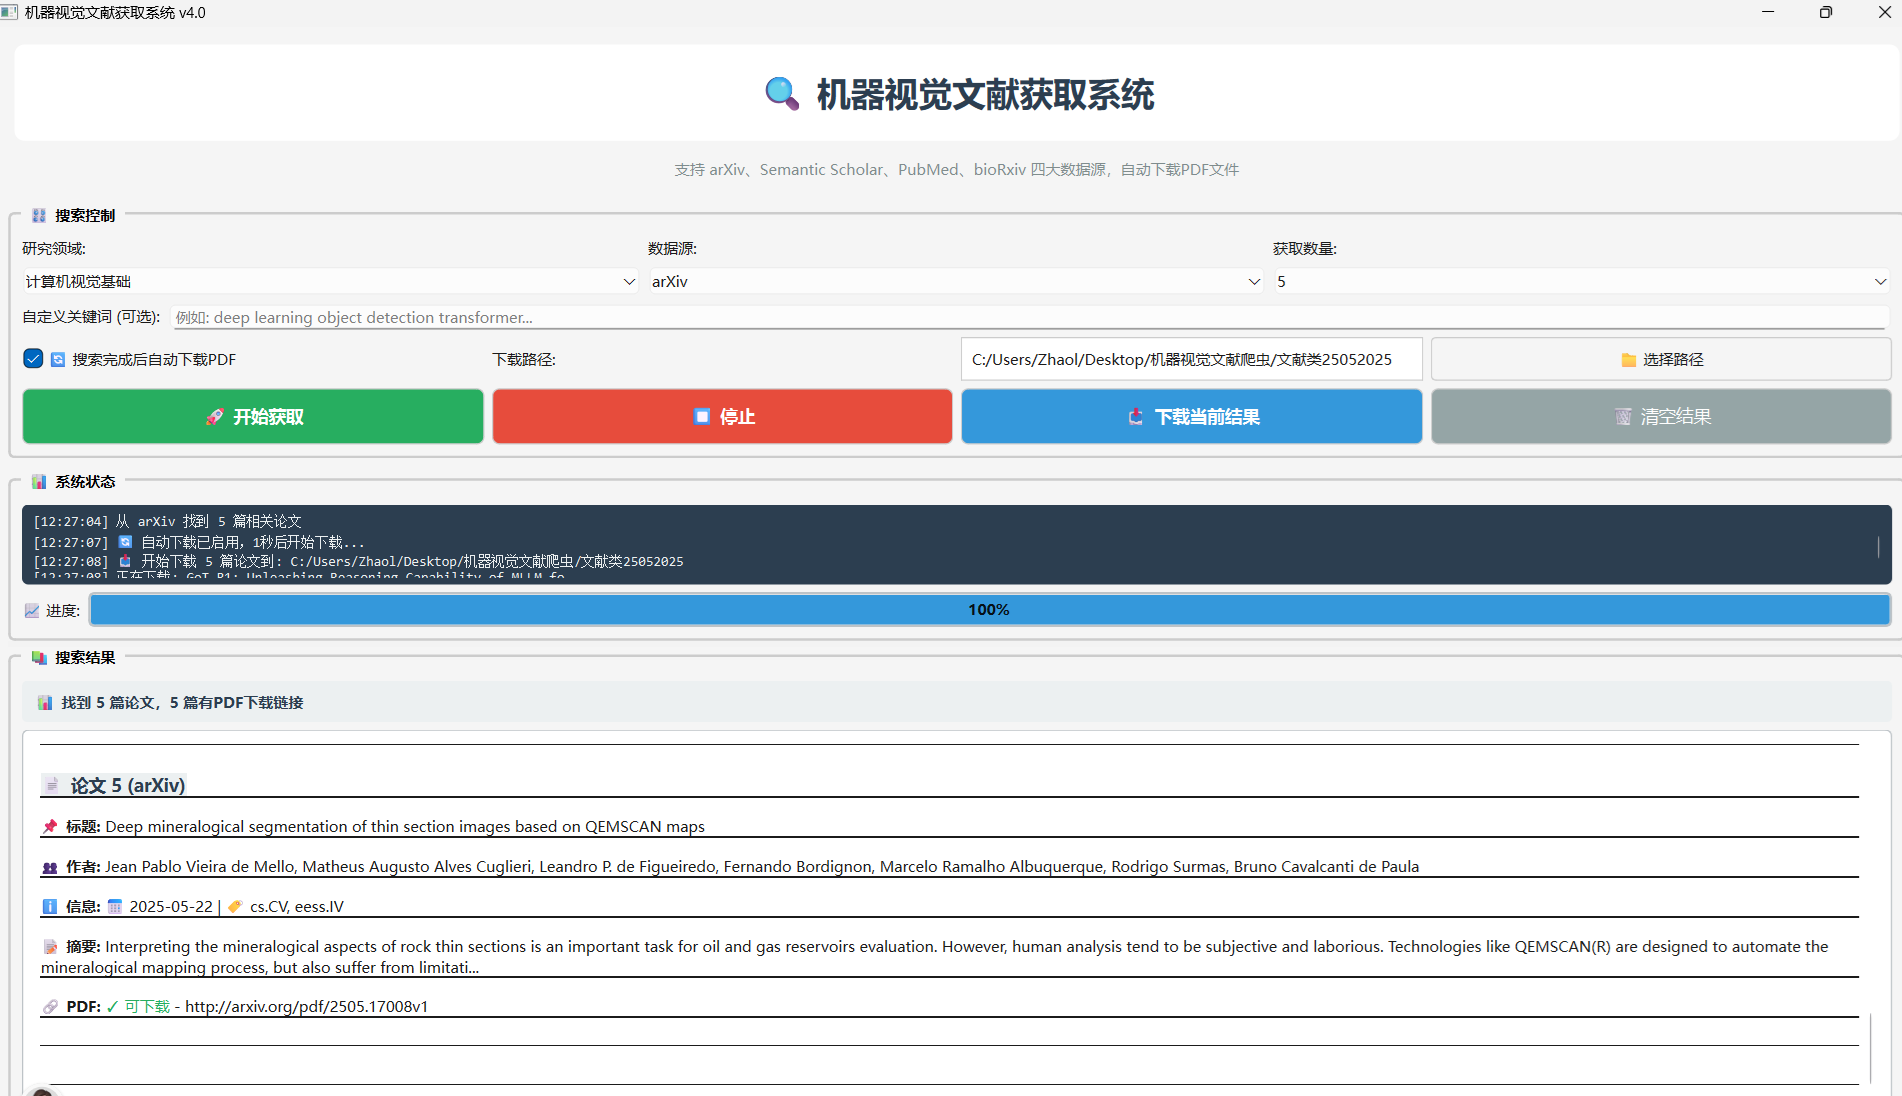 机器视觉文献获取系统 v4.0
机器视觉文献获取系统
支持 arXiv、Semantic Scholar、PubMed、bioRxiv 四大数据源，自动下载PDF文件
搜索控制
研究领域: 数据源: 获取数量:
计算机视觉基础 arXiv 5
自定义关键词 (可选): 例如: deep learning object detection transformer...
搜索完成后自动下载PDF 下载路径: C:/Users/Zhaol/Desktop/机器视觉文献爬虫/文献类25052025 选择路径
开始获取 停止 下载当前结果 清空结果
系统状态
[12:27:04] 从 arXiv 找到 5 篇相关论文
[12:27:07] 自动下载已启用，1秒后开始下载...
[12:27:08] 开始下载 5 篇论文到: C:/Users/Zhaol/Desktop/机器视觉文献爬虫/文献类25052025
[12:27:08] 正在下载: GoT-R1: Unleashing Reasoning Capability of MLLM fo
进度: 100%
搜索结果
找到 5 篇论文，5 篇有PDF下载链接
论文 5 (arXiv)
标题: Deep mineralogical segmentation of thin section images based on QEMSCAN maps
作者: Jean Pablo Vieira de Mello, Matheus Augusto Alves Cuglieri, Leandro P. de Figueiredo, Fernando Bordignon, Marcelo Ramalho Albuquerque, Rodrigo Surmas, Bruno Cavalcanti de Paula
信息: 2025-05-22 | cs.CV, eess.IV
摘要: Interpreting the mineralogical aspects of rock thin sections is an important task for oil and gas reservoirs evaluation. However, human analysis tend to be subjective and laborious. Technologies like QEMSCAN(R) are designed to automate the
mineralogical mapping process, but also suffer from limitati...
PDF: ✓ 可下载 - http://arxiv.org/pdf/2505.17008v1